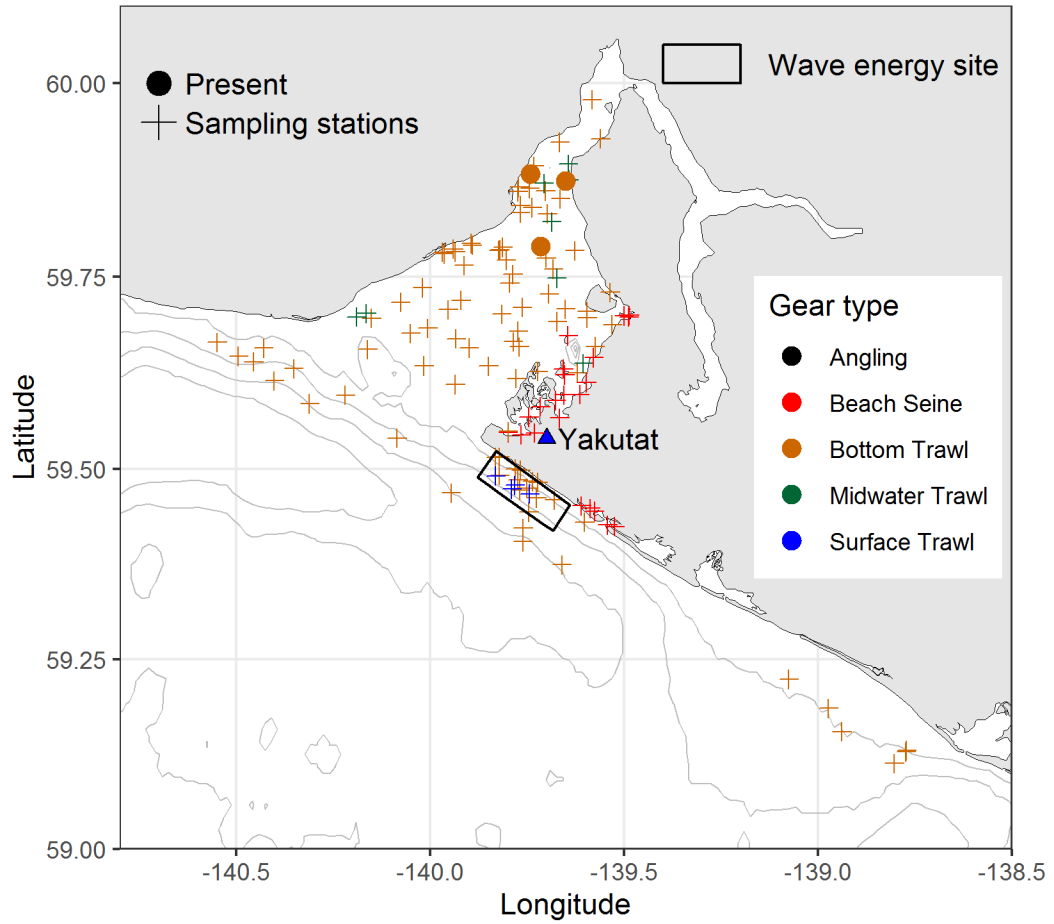 Present
Sampling stations
Wave energy site
60.00
59.75
59.50
59.25
59.00
Latitude
Yakutat
Gear type
Angling
Beach Seine
Bottom Trawl
Midwater Trawl
Surface Trawl
-140.5
-140.0
-139.5
-139.0
-138.5
Longitude